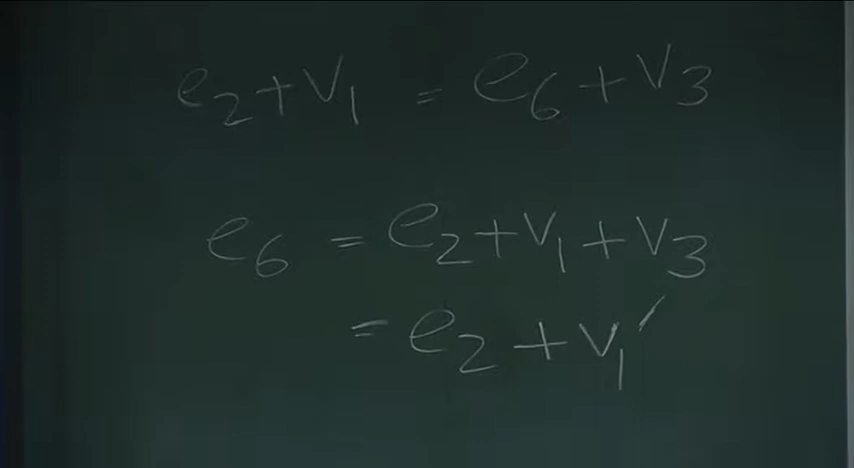 e₂+v₁ = e₆+v₃
e₆ = e₂+v₁+v₃
= e₂+v₁′